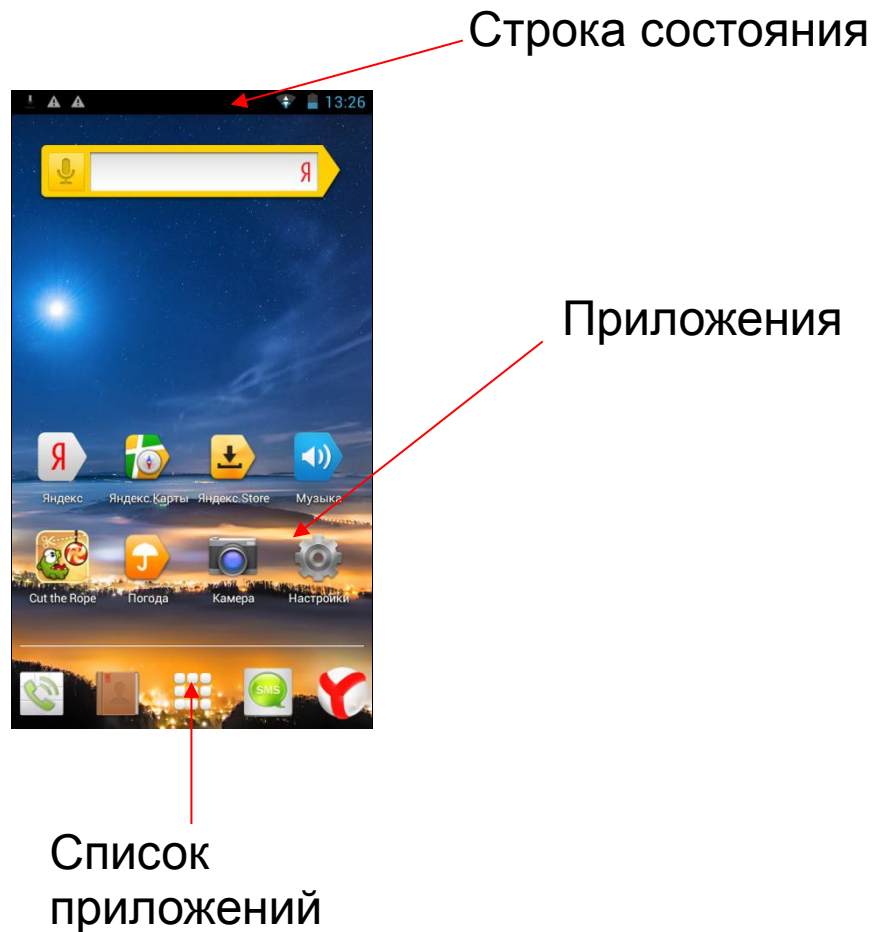 Строка состояния
13:26
Я
Приложения
Я
Яндекс Яндекс.Карты Яндекс.Store Музыка
Cut the Rope Погода Камера Настройки
SMS
Список
приложений